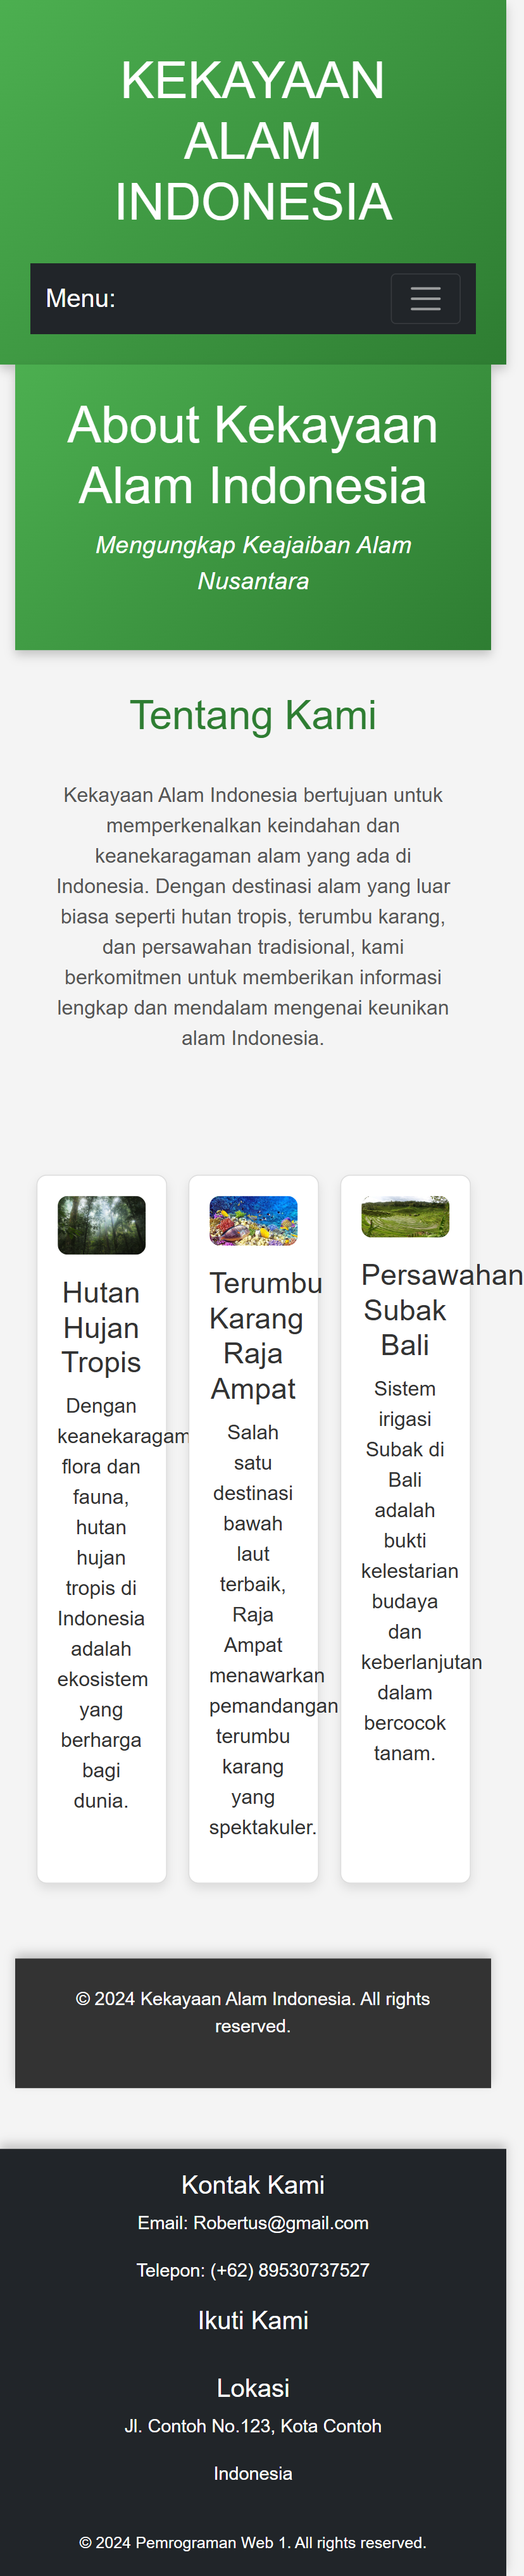 KEKAYAAN
ALAM
INDONESIA
Menu:
About Kekayaan
Alam Indonesia
Mengungkap Keajaiban Alam
Nusantara
Tentang Kami
Kekayaan Alam Indonesia bertujuan untuk
memperkenalkan keindahan dan
keanekaragaman alam yang ada di
Indonesia. Dengan destinasi alam yang luar
biasa seperti hutan tropis, terumbu karang,
dan persawahan tradisional, kami
berkomitmen untuk memberikan informasi
lengkap dan mendalam mengenai keunikan
alam Indonesia.
Hutan
Hujan
Tropis
Dengan
keanekaragam
flora dan
fauna,
hutan
hujan
tropis di
Indonesia
adalah
ekosistem
yang
berharga
bagi
dunia.
Terumbu
Karang
Raja
Ampat
Salah
satu
destinasi
bawah
laut
terbaik,
Raja
Ampat
menawarkan
pemandangan
terumbu
karang
yang
spektakuler.
Persawahan
Subak
Bali
Sistem
irigasi
Subak di
Bali
adalah
bukti
kelestarian
budaya
dan
keberlanjutan
dalam
bercocok
tanam.
© 2024 Kekayaan Alam Indonesia. All rights
reserved.
Kontak Kami
Email: Robertus@gmail.com
Telepon: (+62) 89530737527
Ikuti Kami
Lokasi
Jl. Contoh No.123, Kota Contoh
Indonesia
© 2024 Pemrograman Web 1. All rights reserved.